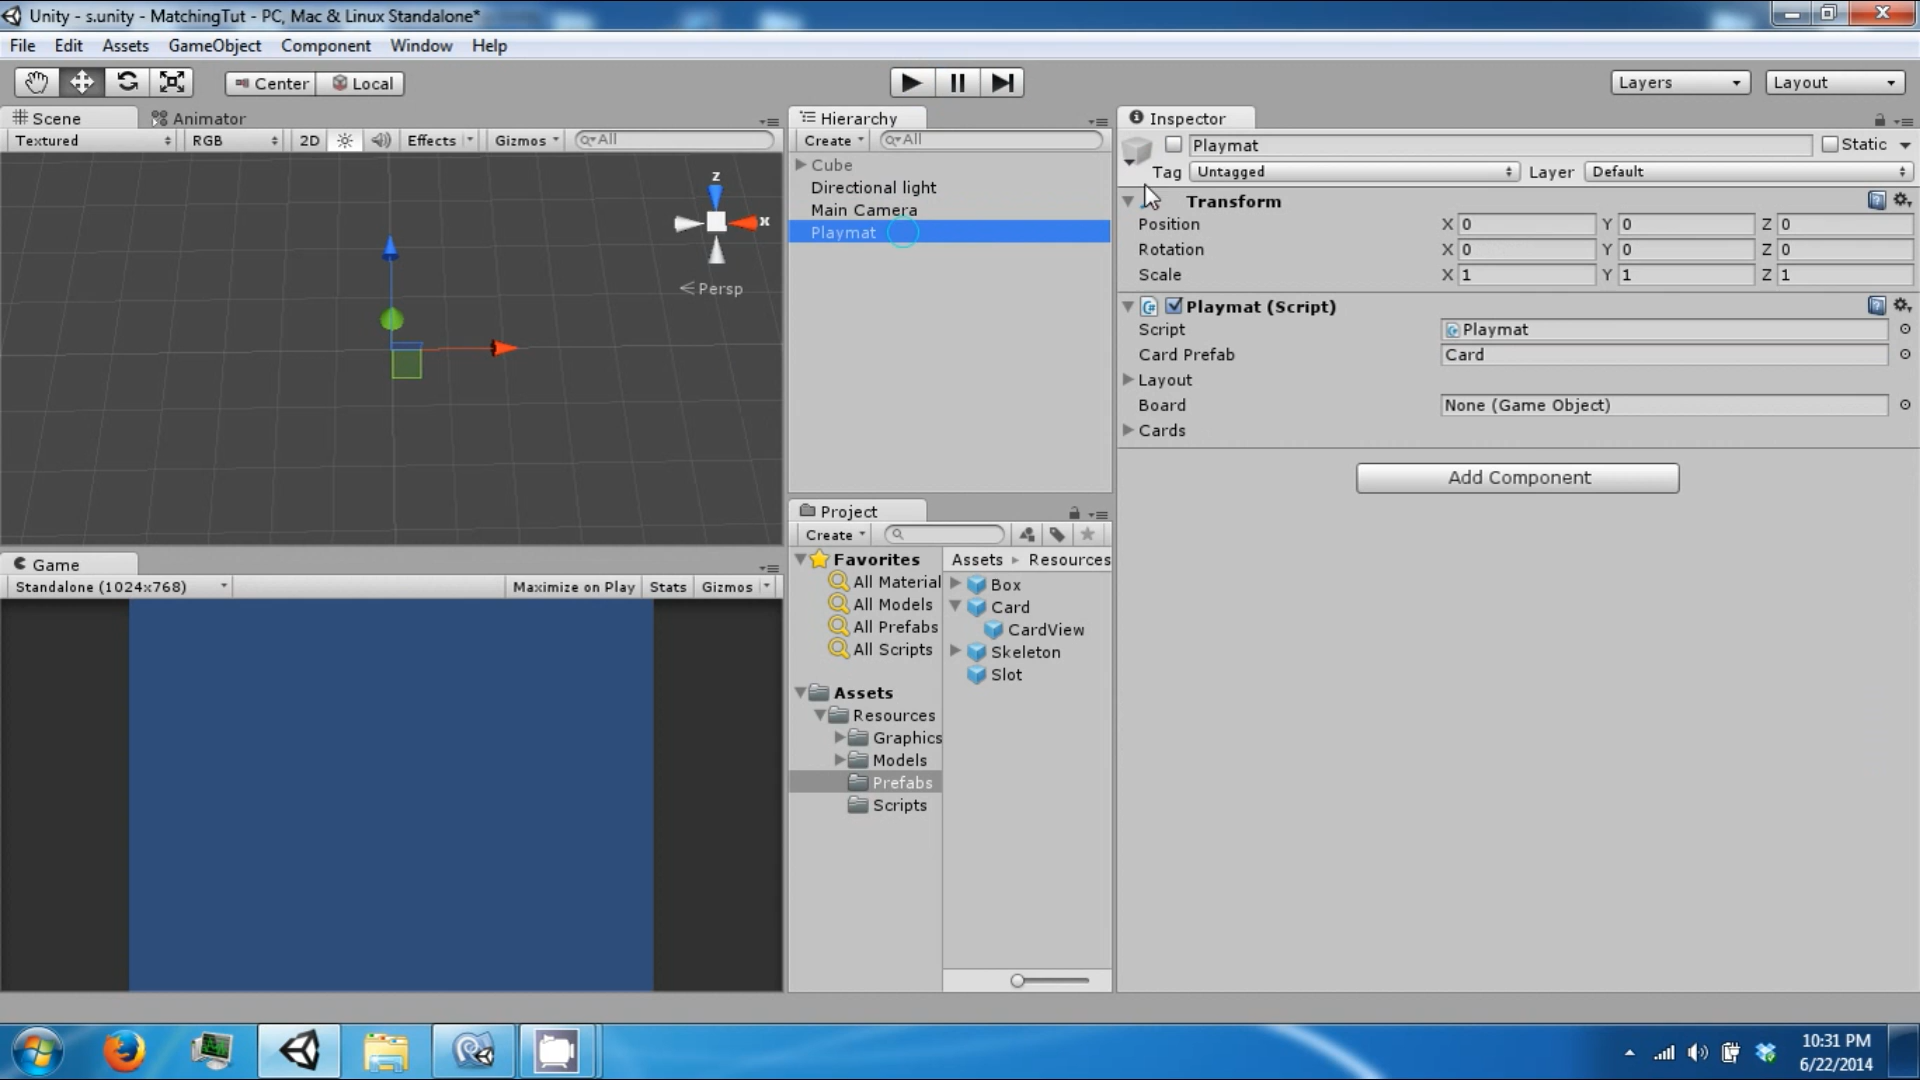 Unity - s.unity - MatchingTut - PC, Mac & Linux Standalone*
File Edit Assets GameObject Component Window Help
Center Local Layers Layout
Scene Animator
Textured RGB 2D Effects Gizmos All
z
x
Persp
Game
Standalone (1024x768) Maximize on Play Stats Gizmos
Hierarchy
Create All
Cube
Directional light
Main Camera
Playmat
Project
Create
Favorites
All Material
All Models
All Prefabs
All Scripts
Assets
Resources
Graphics
Models
Prefabs
Scripts
Assets Resources
Box
Card
CardView
Skeleton
Slot
Inspector
Playmat Static
Tag Untagged Layer Default
Transform
Position X 0 Y 0 Z 0
Rotation X 0 Y 0 Z 0
Scale X 1 Y 1 Z 1
Playmat (Script)
Script Playmat
Card Prefab Card
Layout
Board None (Game Object)
Cards
Add Component
10:31 PM
6/22/2014